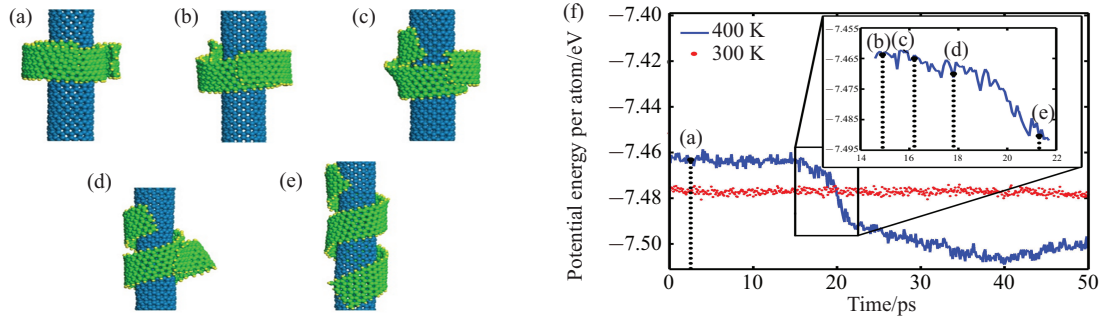 (a)
(b)
(c)
(d)
(e)
(f)
Potential energy per atom/eV
−7.40
−7.42
−7.44
−7.46
−7.48
−7.50
0
10
20
30
40
50
Time/ps
400 K
300 K
(a)
−7.455
−7.465
−7.475
−7.485
−7.495
14
16
18
20
22
(b)
(c)
(d)
(e)